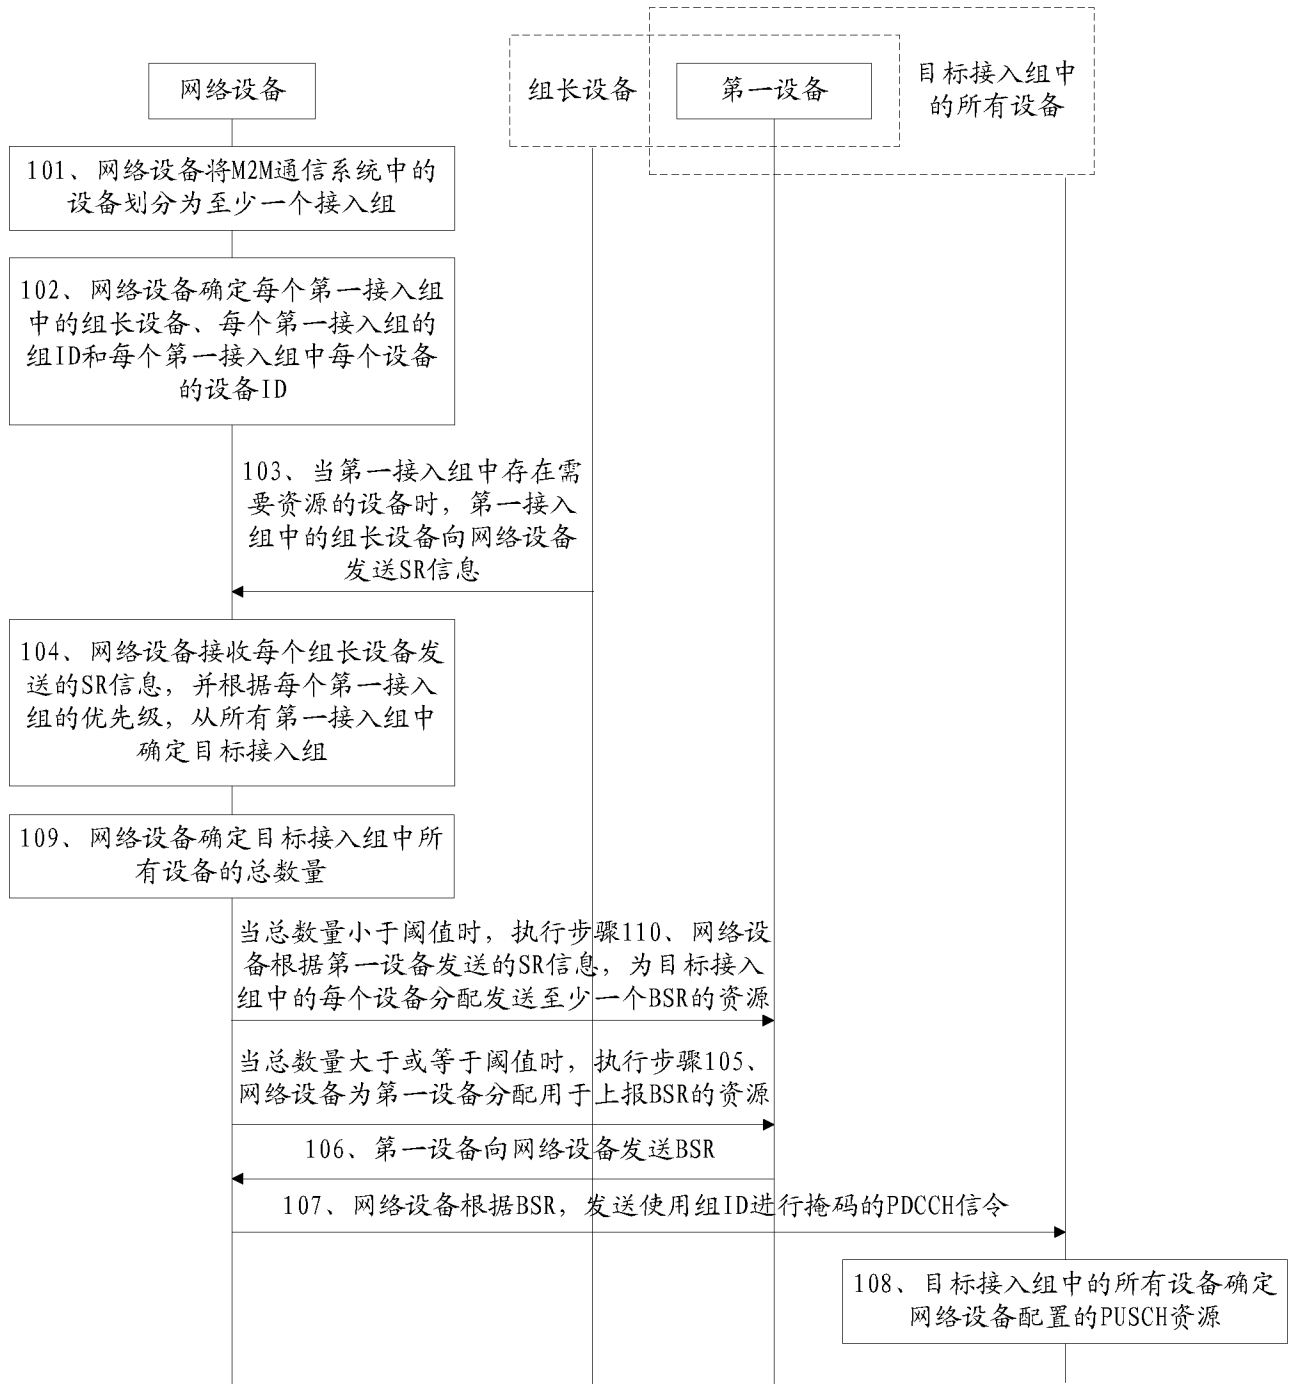 网络设备
组长设备
第一设备
目标接入组中
的所有设备
101、网络设备将M2M通信系统中的
设备划分为至少一个接入组
102、网络设备确定每个第一接入组
中的组长设备、每个第一接入组的
组ID和每个第一接入组中每个设备
的设备ID
103、当第一接入组中存在需
要资源的设备时，第一接入
组中的组长设备向网络设备
发送SR信息
104、网络设备接收每个组长设备发
送的SR信息，并根据每个第一接入
组的优先级，从所有第一接入组中
确定目标接入组
109、网络设备确定目标接入组中所
有设备的总数量
当总数量小于阈值时，执行步骤110、网络设
备根据第一设备发送的SR信息，为目标接入
组中的每个设备分配发送至少一个BSR的资源
当总数量大于或等于阈值时，执行步骤105、
网络设备为第一设备分配用于上报BSR的资源
106、第一设备向网络设备发送BSR
107、网络设备根据BSR，发送使用组ID进行掩码的PDCCH信令
108、目标接入组中的所有设备确定
网络设备配置的PUSCH资源